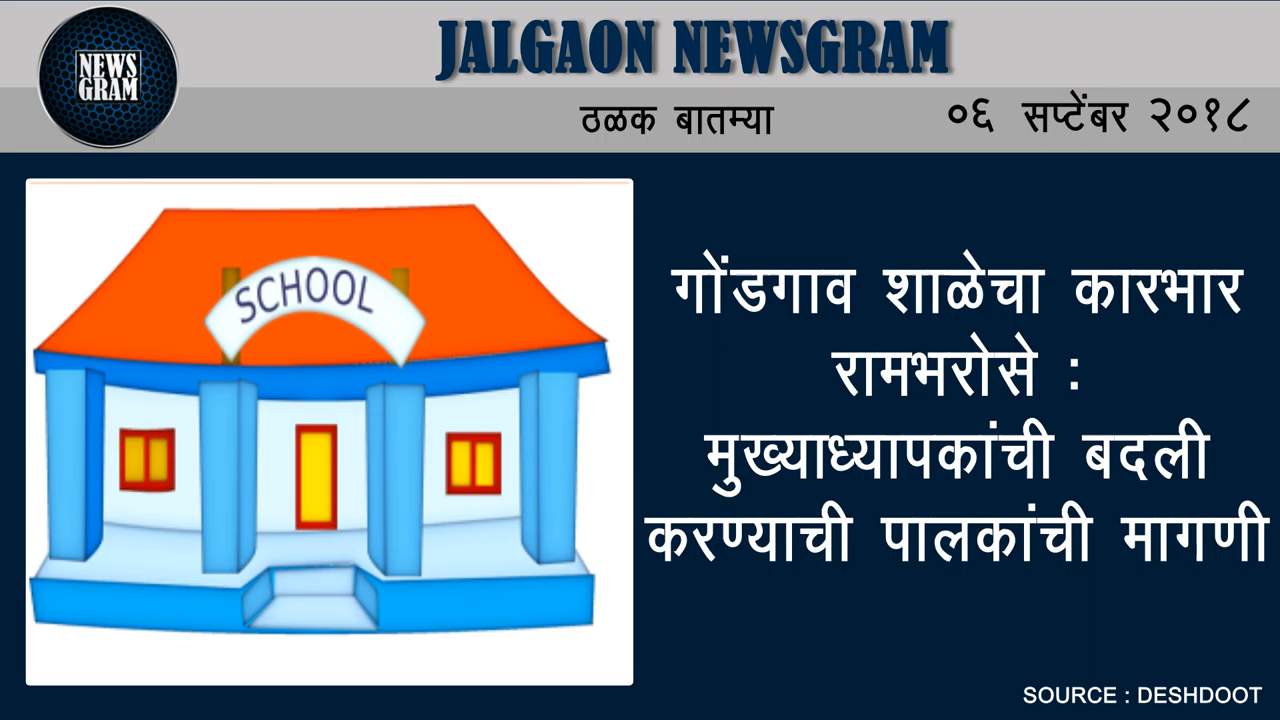 NEWS
GRAM
JALGAON NEWSGRAM
ठळक बातम्या
०६ सप्टेंबर २०१८
SCHOOL
गोंडगाव शाळेचा कारभार
रामभरोसे :
मुख्याध्यापकांची बदली
करण्याची पालकांची मागणी
SOURCE : DESHDOOT